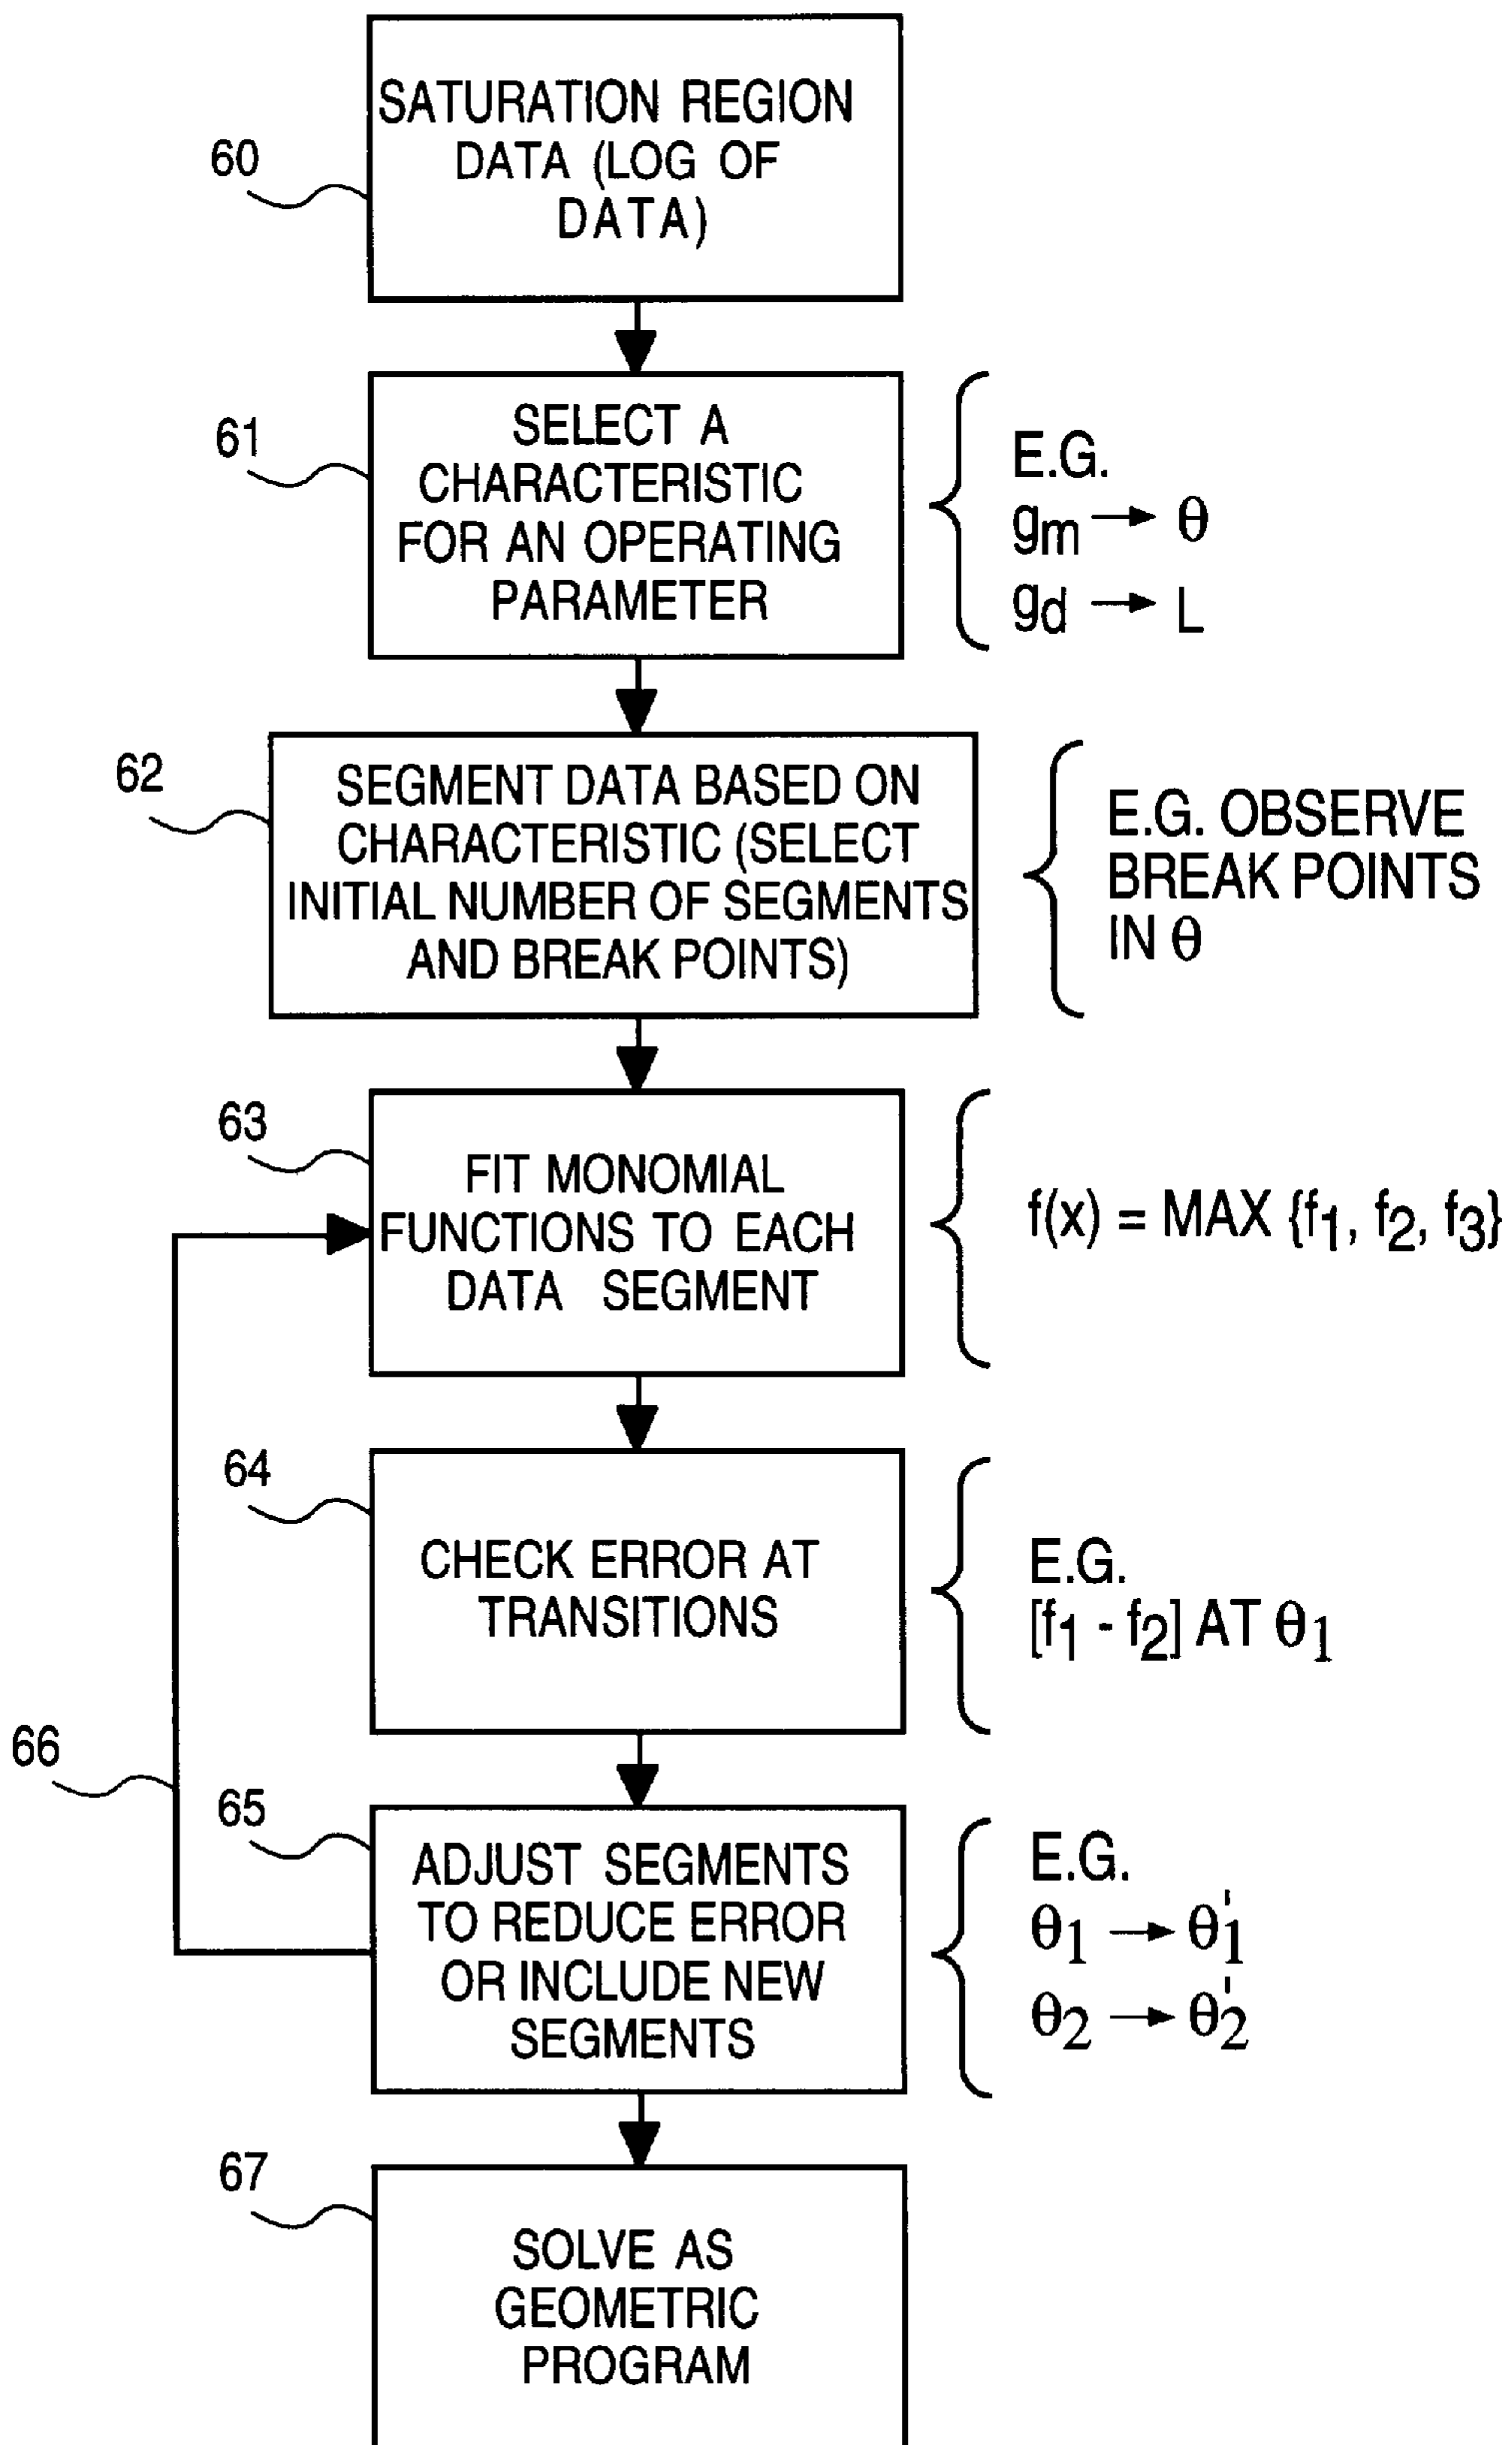 SATURATION REGION
DATA (LOG OF
DATA)
60
61
SELECT A
CHARACTERISTIC
FOR AN OPERATING
PARAMETER
E.G.
gm → θ
gd → L
62
SEGMENT DATA BASED ON
CHARACTERISTIC (SELECT
INITIAL NUMBER OF SEGMENTS
AND BREAK POINTS)
E.G. OBSERVE
BREAK POINTS
IN θ
63
FIT MONOMIAL
FUNCTIONS TO EACH
DATA SEGMENT
f(x) = MAX {f1, f2, f3}
64
CHECK ERROR AT
TRANSITIONS
E.G.
[f1 - f2] AT θ1
66
65
ADJUST SEGMENTS
TO REDUCE ERROR
OR INCLUDE NEW
SEGMENTS
E.G.
θ1 → θ'1
θ2 → θ'2
67
SOLVE AS
GEOMETRIC
PROGRAM